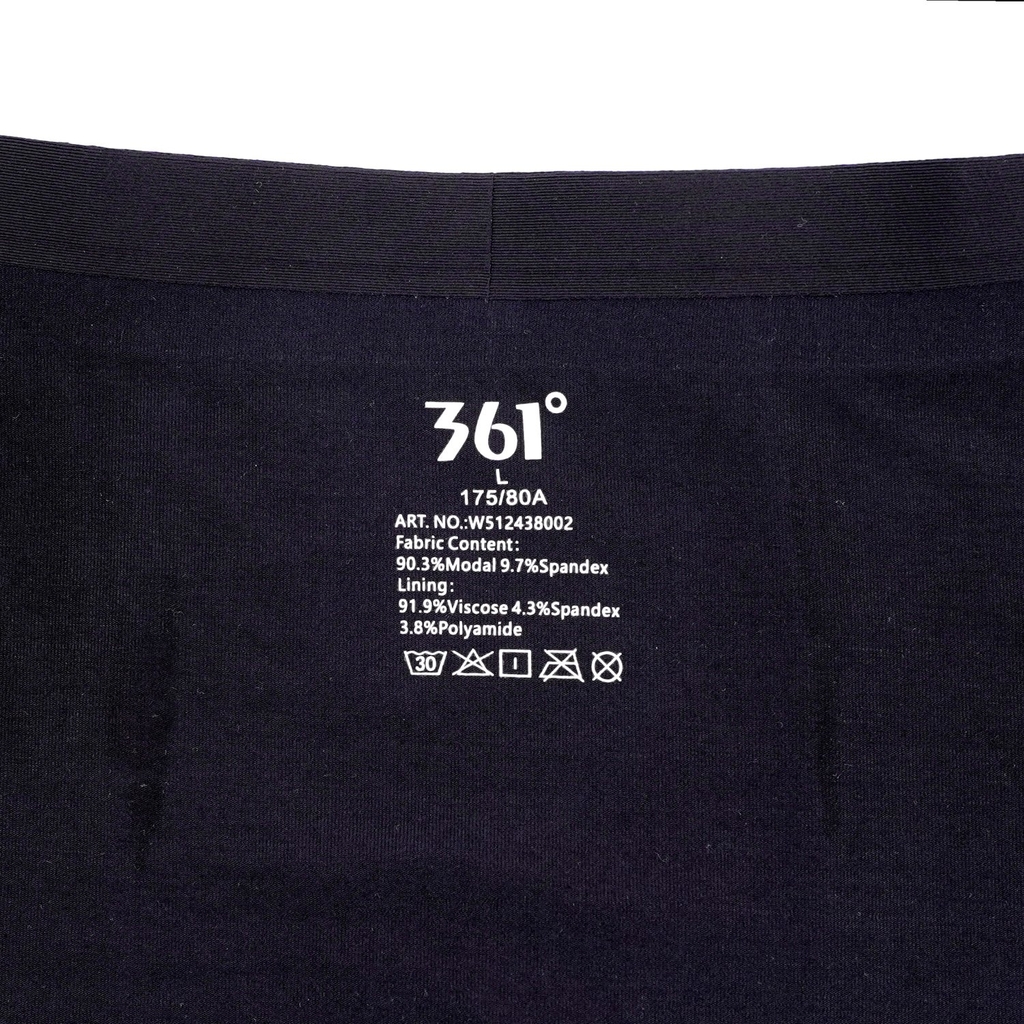 361°
L
175/80A
ART. NO.:W512438002
Fabric Content:
90.3%Modal 9.7%Spandex
Lining:
91.9%Viscose 4.3%Spandex
3.8%Polyamide
30